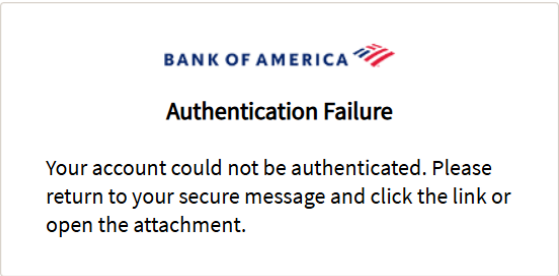 BANK OF AMERICA
Authentication Failure
Your account could not be authenticated. Please
return to your secure message and click the link or
open the attachment.